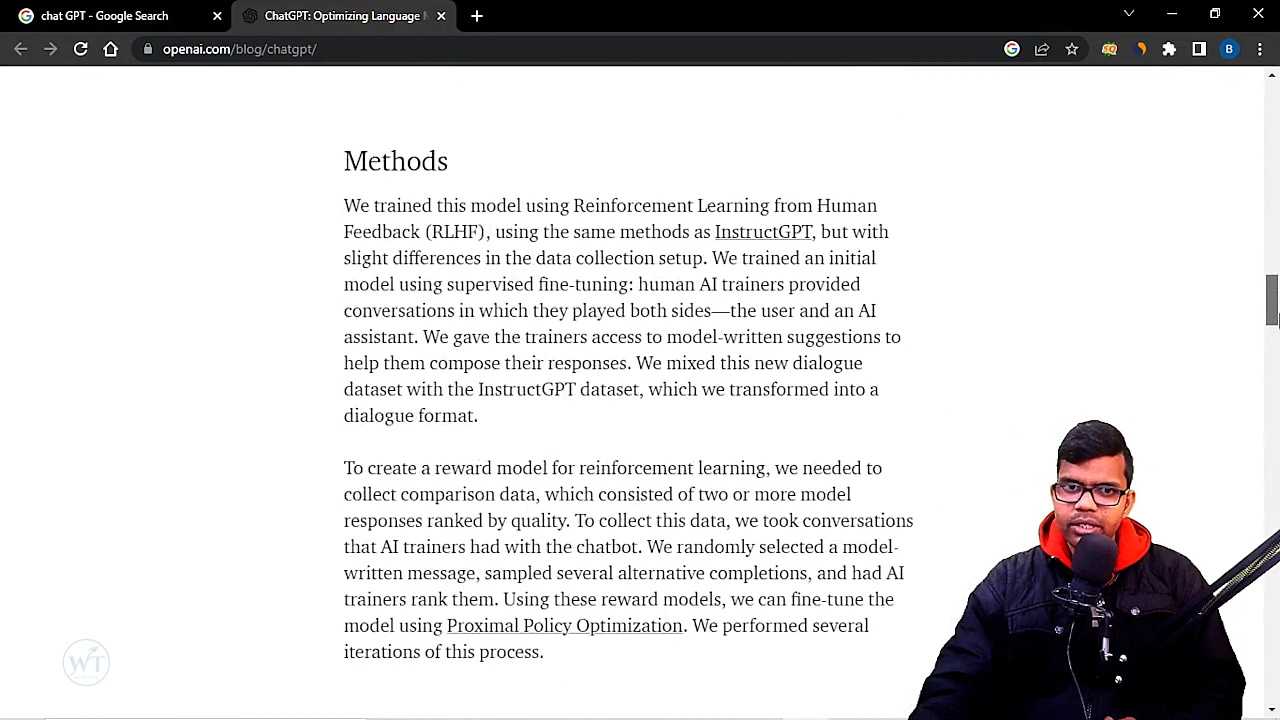 chat GPT - Google Search
ChatGPT: Optimizing Language
openai.com/blog/chatgpt/
B
Methods
We trained this model using Reinforcement Learning from Human
Feedback (RLHF), using the same methods as InstructGPT, but with
slight differences in the data collection setup. We trained an initial
model using supervised fine-tuning: human AI trainers provided
conversations in which they played both sides—the user and an AI
assistant. We gave the trainers access to model-written suggestions to
help them compose their responses. We mixed this new dialogue
dataset with the InstructGPT dataset, which we transformed into a
dialogue format.
To create a reward model for reinforcement learning, we needed to
collect comparison data, which consisted of two or more model
responses ranked by quality. To collect this data, we took conversations
that AI trainers had with the chatbot. We randomly selected a model-
written message, sampled several alternative completions, and had AI
trainers rank them. Using these reward models, we can fine-tune the
model using Proximal Policy Optimization. We performed several
iterations of this process.
WT